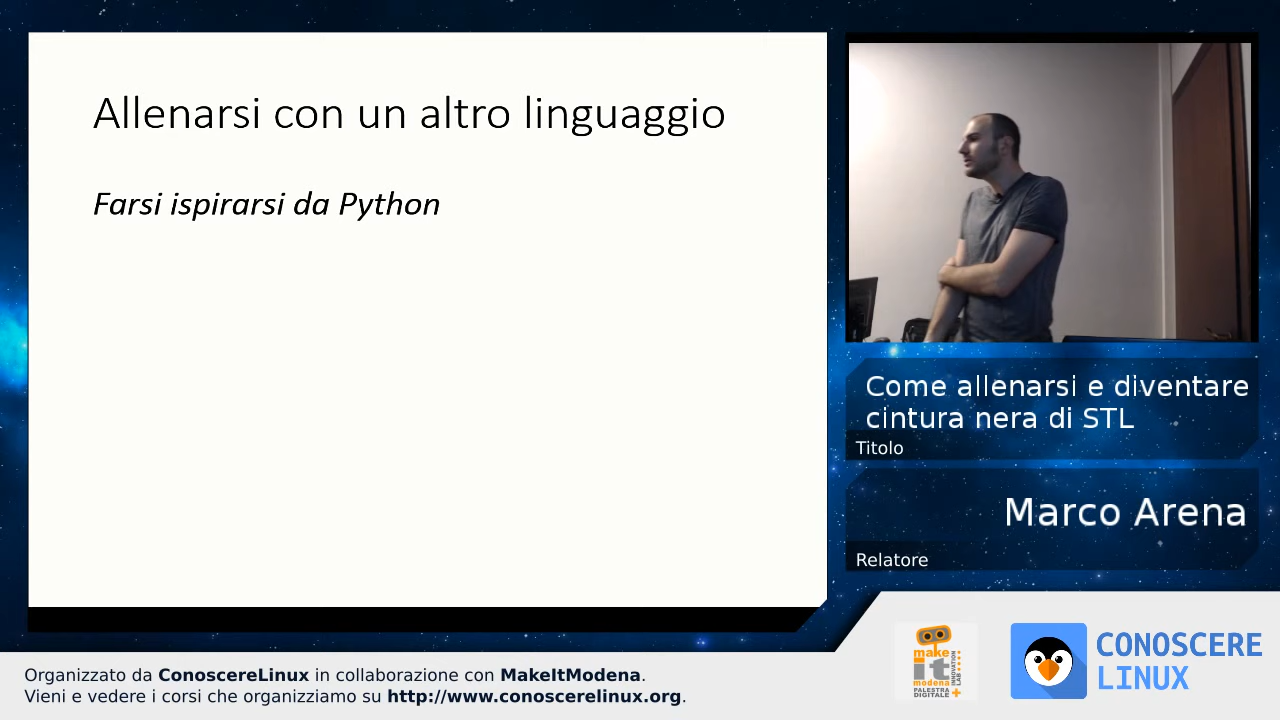 Allenarsi con un altro linguaggio
Farsi ispirarsi da Python
Come allenarsi e diventare
cintura nera di STL
Titolo
Marco Arena
Relatore
make
it
modena
PALESTRA
DIGITALE
INNOVATION
LAB
CONOSCERE
LINUX
Organizzato da ConoscereLinux in collaborazione con MakeItModena.
Vieni e vedere i corsi che organizziamo su http://www.conoscerelinux.org.